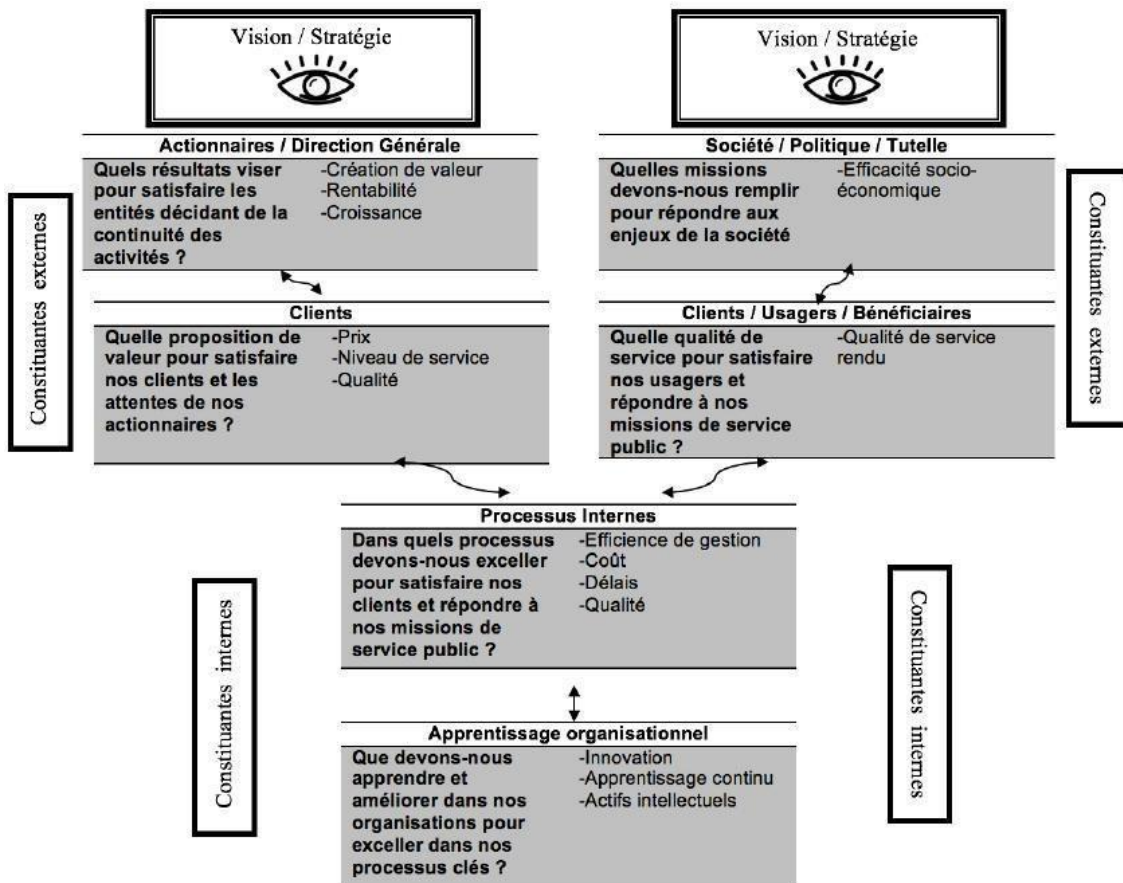 Vision / Stratégie
Vision / Stratégie
Actionnaires / Direction Générale
Quels résultats viser
pour satisfaire les
entités décidant de la
continuité des
activités ?
-Création de valeur
-Rentabilité
-Croissance
Société / Politique / Tutelle
Quelles missions
devons-nous remplir
pour répondre aux
enjeux de la société
-Efficacité socio-
économique
Constituantes externes
Constituantes externes
Clients
Quelle proposition de
valeur pour satisfaire
nos clients et les
attentes de nos
actionnaires ?
-Prix
-Niveau de service
-Qualité
Clients / Usagers / Bénéficiaires
Quelle qualité de
service pour satisfaire
nos usagers et
répondre à nos
missions de service
public ?
-Qualité de service
rendu
Processus Internes
Dans quels processus
devons-nous exceller
pour satisfaire nos
clients et répondre à
nos missions de
service public ?
-Efficience de gestion
-Coût
-Délais
-Qualité
Constituantes internes
Constituantes internes
Apprentissage organisationnel
Que devons-nous
apprendre et
améliorer dans nos
organisations pour
exceller dans nos
processus clés ?
-Innovation
-Apprentissage continu
-Actifs intellectuels